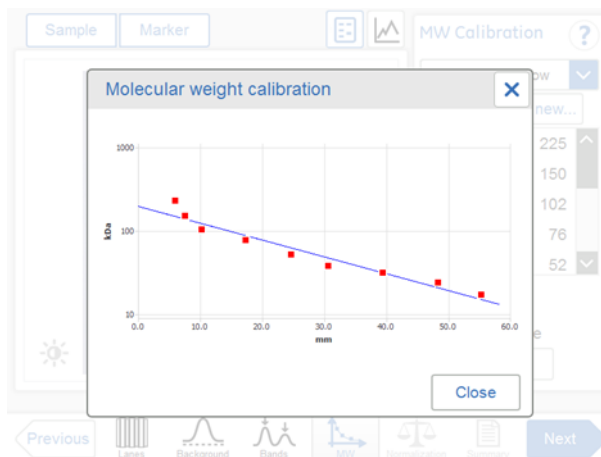 Sample Marker MW Calibration ?
Molecular weight calibration
ow
new...
225
150
102
76
52
1000
100
10
kDa
0.0 10.0 20.0 30.0 40.0 50.0 60.0
mm
e
Close
Previous Lanes Background Bands MW Normalization Summary Next